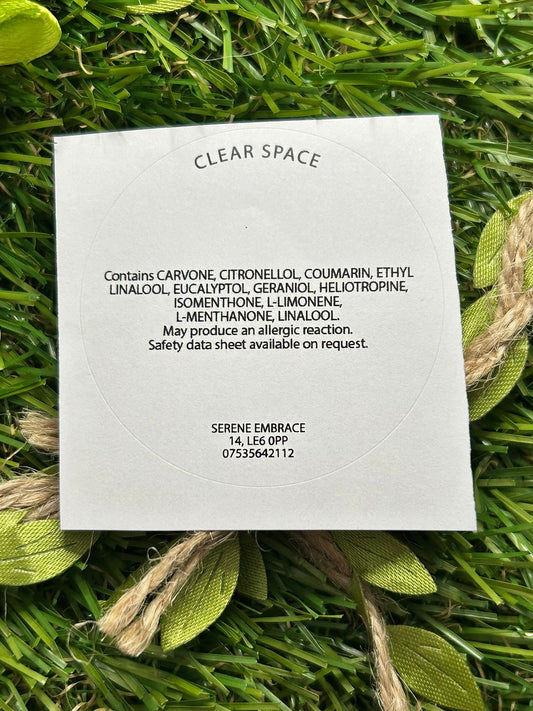 CLEAR SPACE
Contains CARVONE, CITRONELLOL, COUMARIN, ETHYL
LINALOOL, EUCALYPTOL, GERANIOL, HELIOTROPINE,
ISOMENTHONE, L-LIMONENE,
L-MENTHANONE, LINALOOL.
May produce an allergic reaction.
Safety data sheet available on request.
SERENE EMBRACE
14, LE6 0PP
07535642112